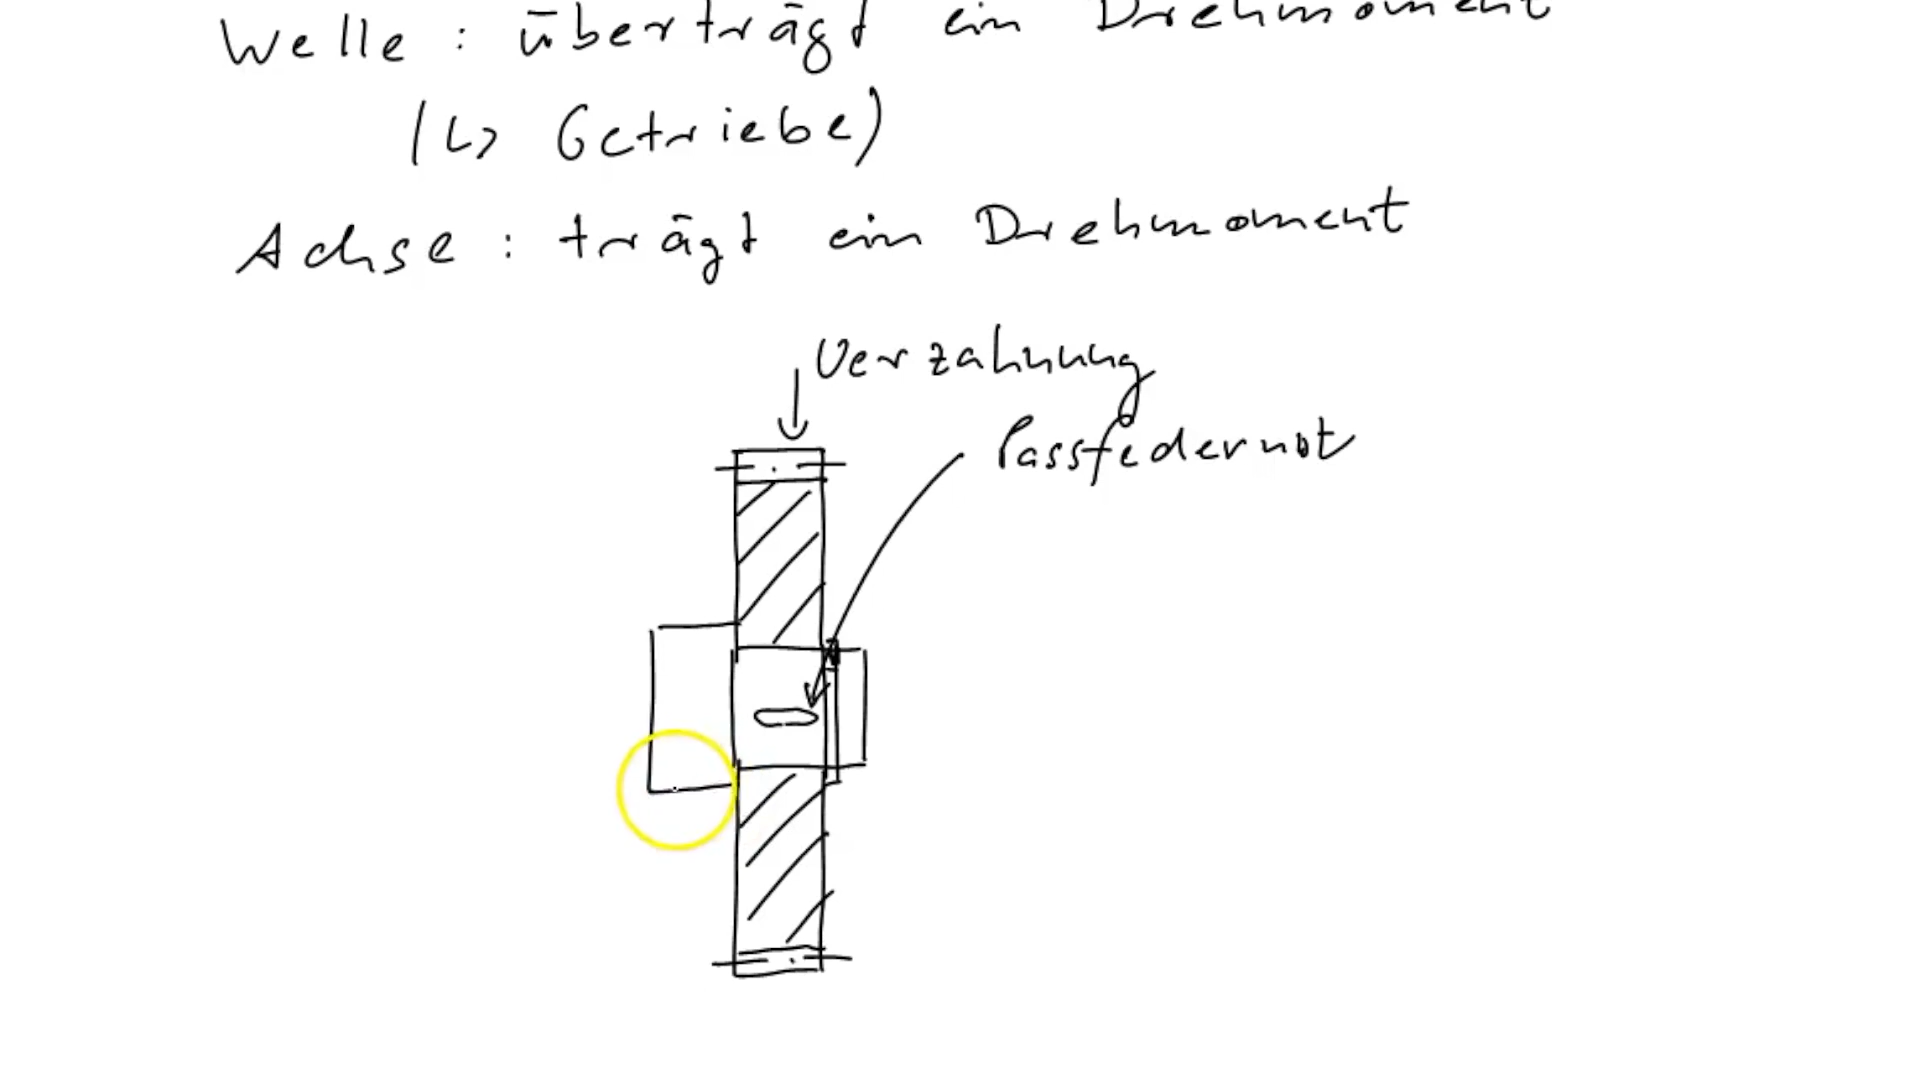 Welle : überträgt ein Drehmoment
(↳ Getriebe)
Achse : trägt ein Drehmoment
Verzahnung
Passfedernut